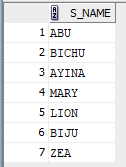 S_NAME
1 ABU
2 BICHU
3 AYINA
4 MARY
5 LION
6 BIJU
7 ZEA